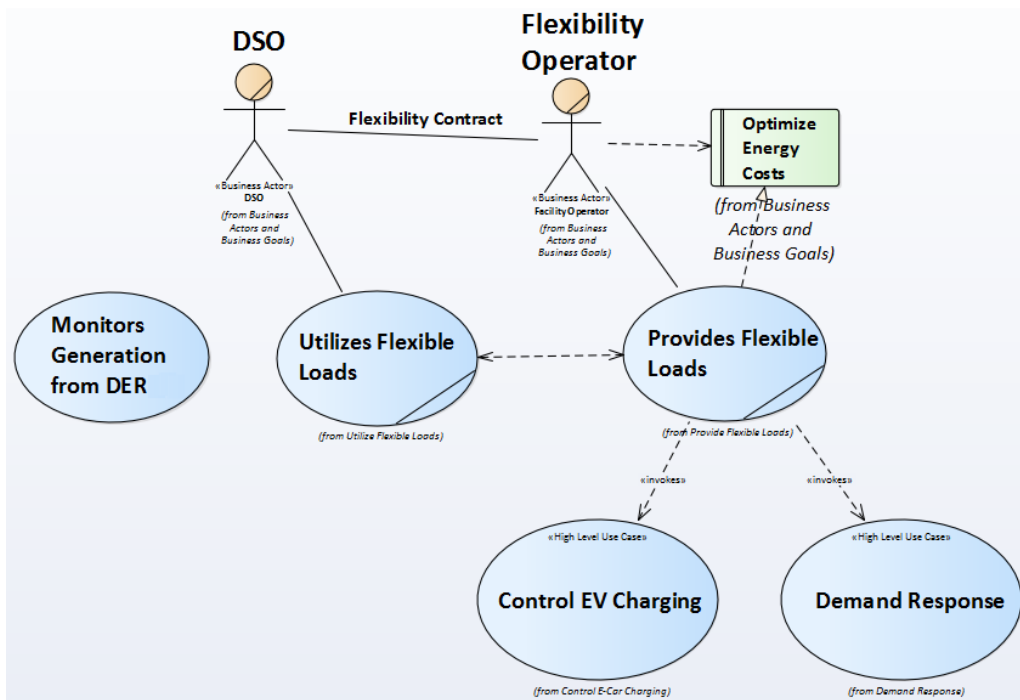 DSO
Flexibility
Operator
Flexibility Contract
Optimize
Energy
Costs
«Business Actor»
DSO
(from Business
Actors and
Business Goals)
«Business Actor»
Facility Operator
(from Business
Actors and
Business Goals)
(from Business
Actors and
Business Goals)
Monitors
Generation
from DER
Utilizes Flexible
Loads
Provides Flexible
Loads
(from Utilize Flexible Loads)
(from Provide Flexible Loads)
«invokes»
«invokes»
«High Level Use Case»
Control EV Charging
«High Level Use Case»
Demand Response
(from Control E-Car Charging)
(from Demand Response)